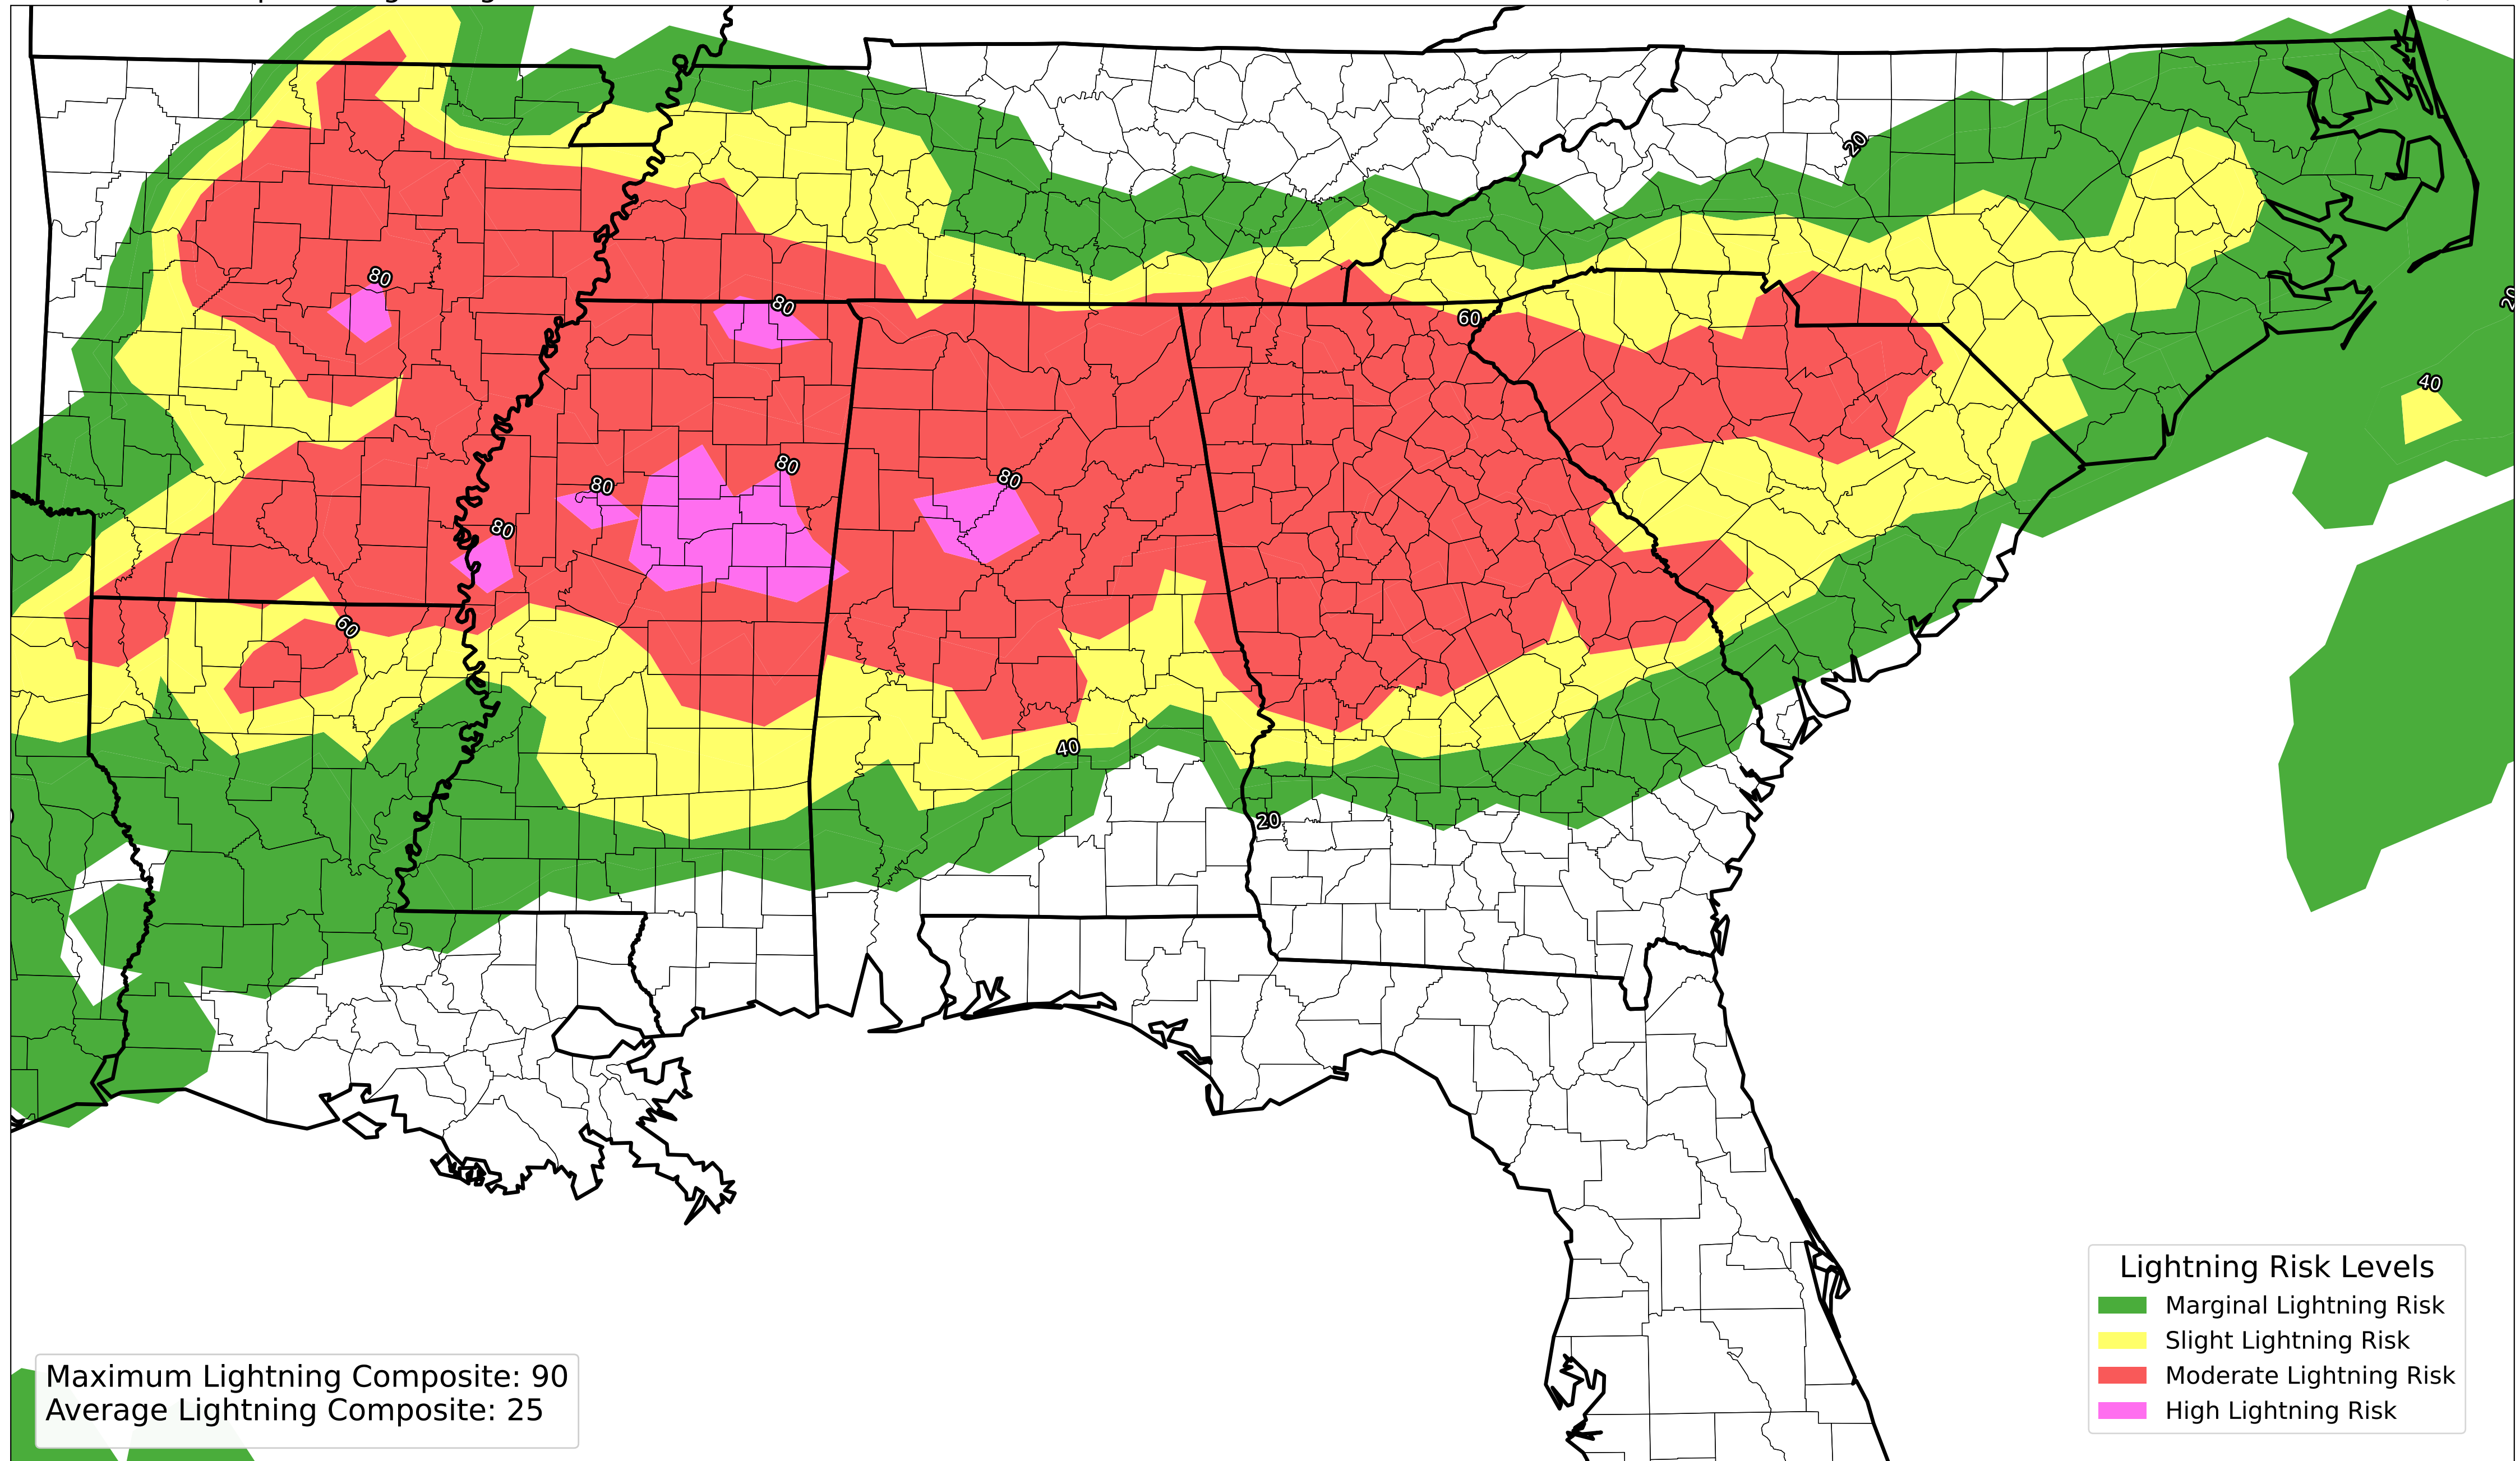 20
80
80
20
60
40
80
80
80
80
60
40
20
Lightning Risk Levels
Marginal Lightning Risk
Slight Lightning Risk
Moderate Lightning Risk
High Lightning Risk
Maximum Lightning Composite: 90
Average Lightning Composite: 25